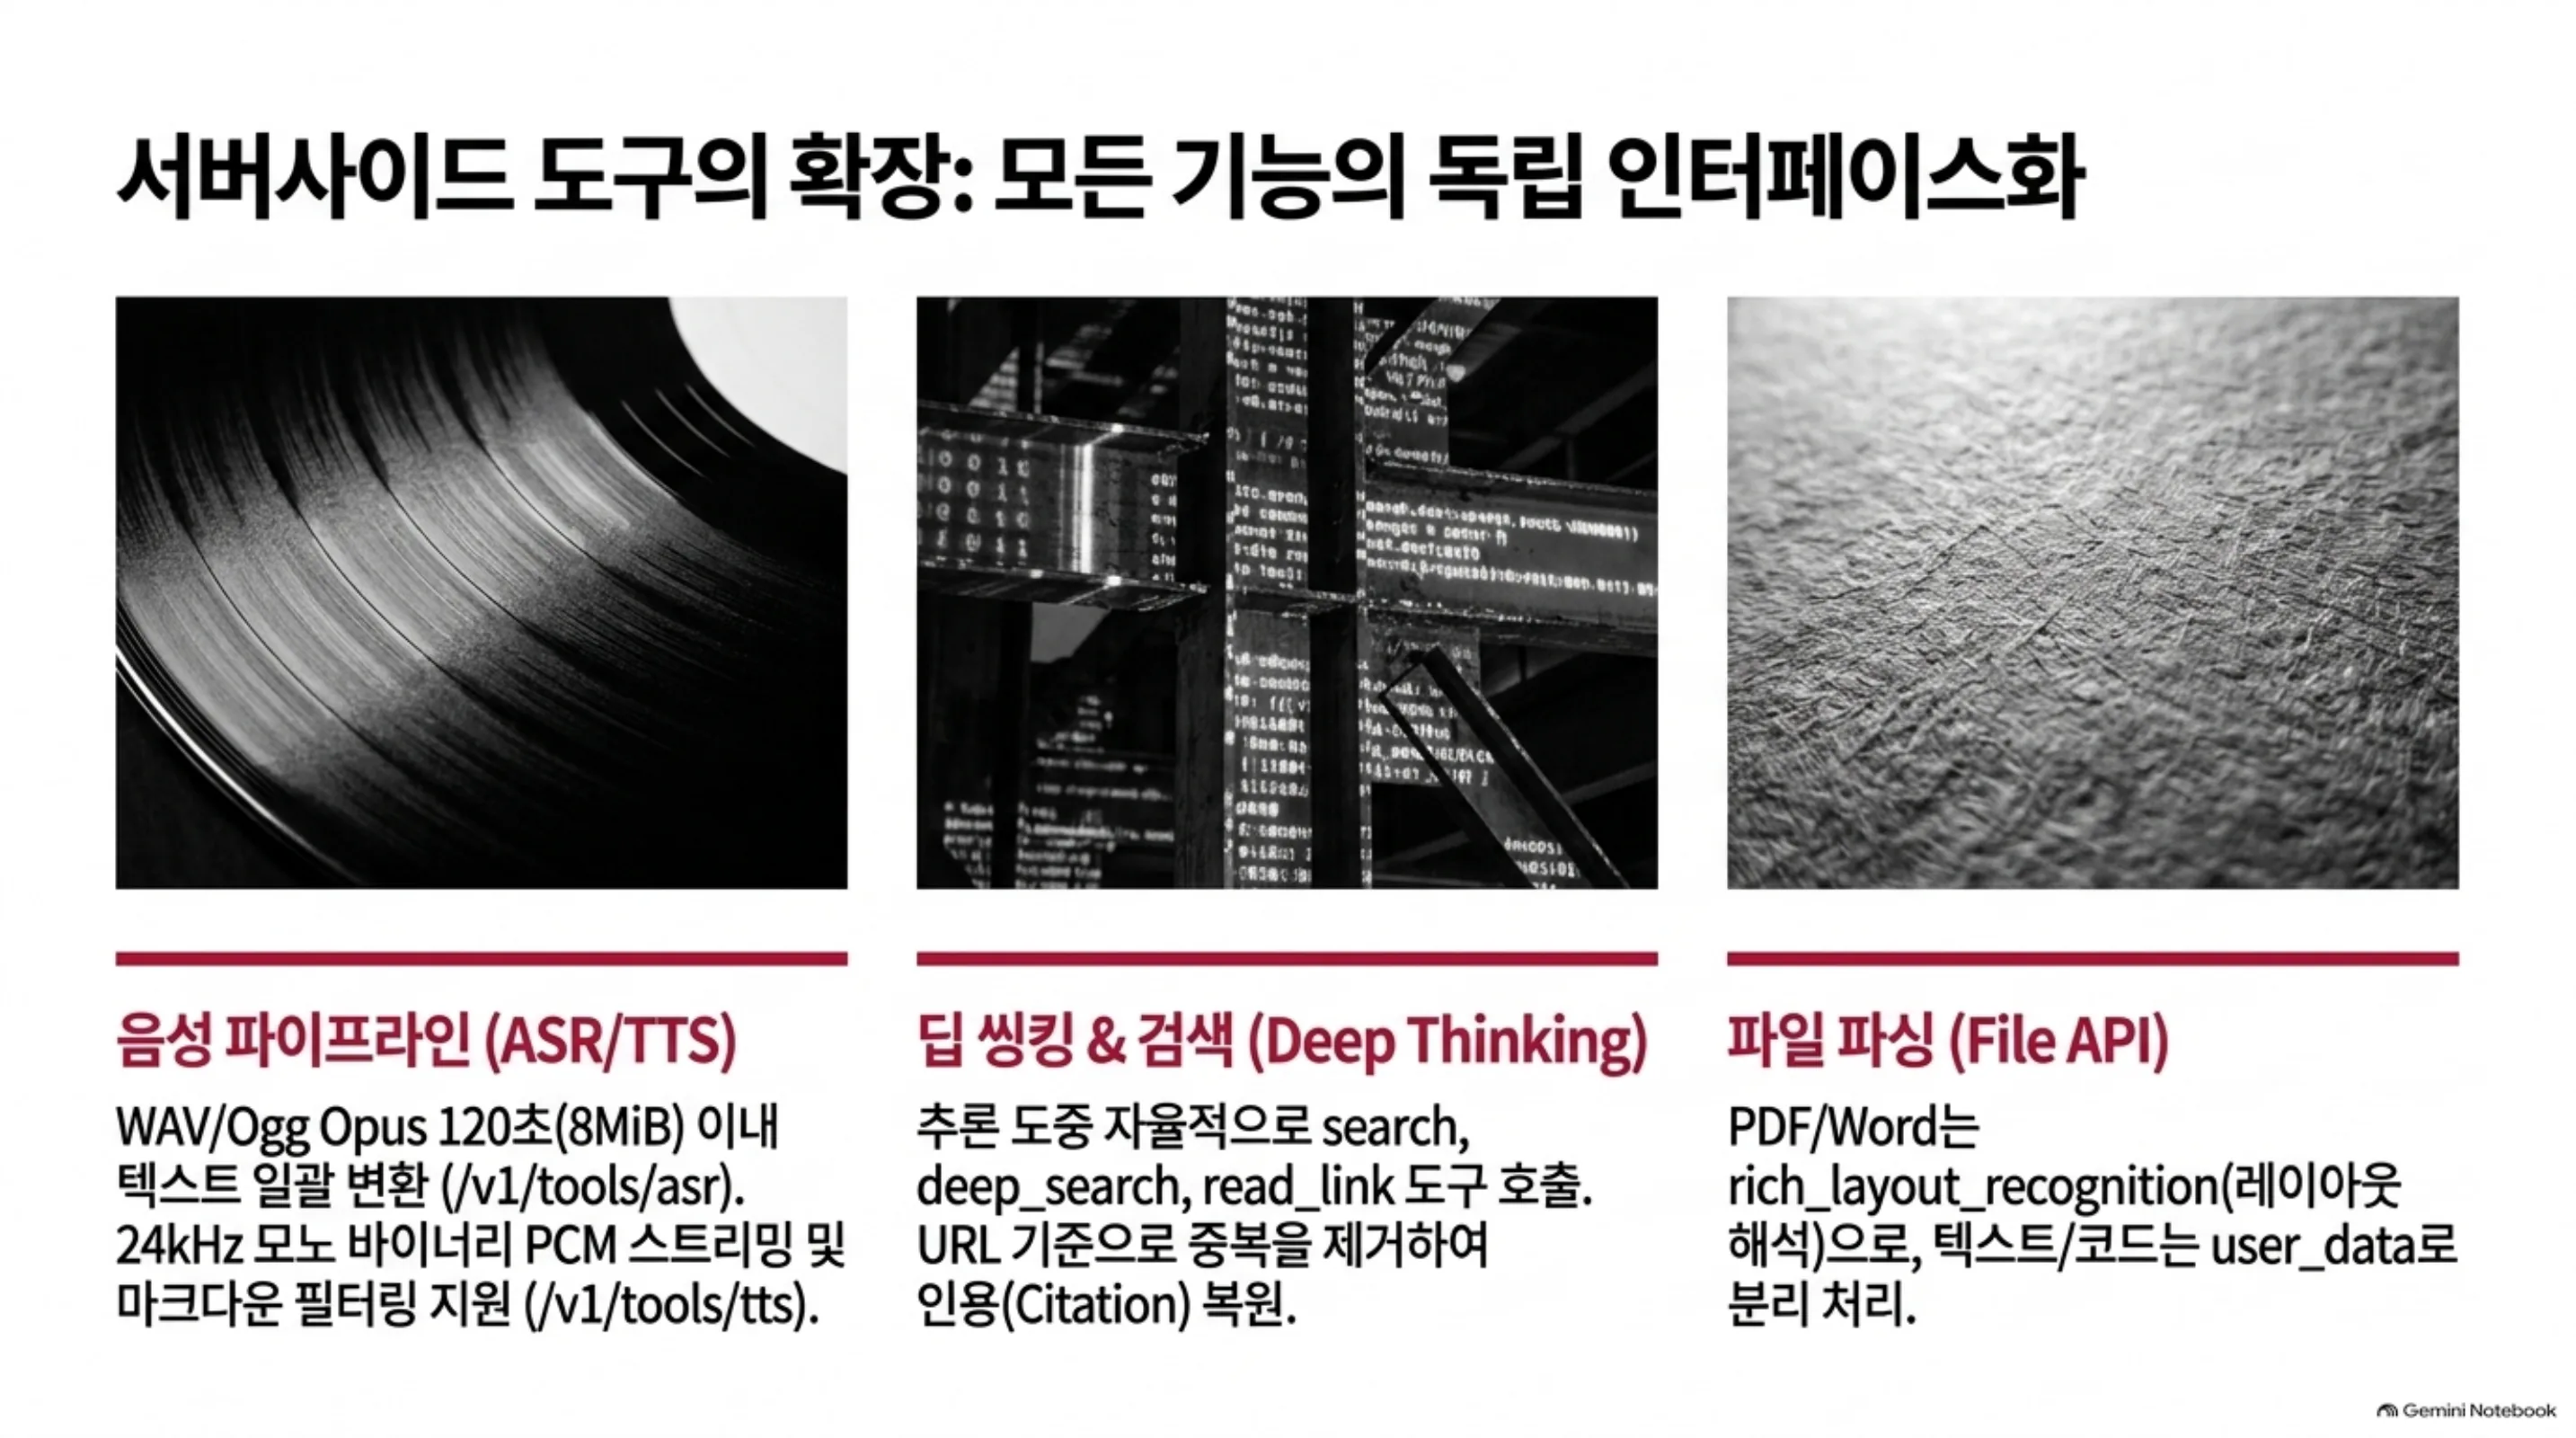 서버사이드 도구의 확장: 모든 기능의 독립 인터페이스화
음성 파이프라인 (ASR/TTS)
WAV/Ogg Opus 120초(8MiB) 이내
텍스트 일괄 변환 (/v1/tools/asr).
24kHz 모노 바이너리 PCM 스트리밍 및
마크다운 필터링 지원 (/v1/tools/tts).
딥 씽킹 & 검색 (Deep Thinking)
추론 도중 자율적으로 search,
deep_search, read_link 도구 호출.
URL 기준으로 중복을 제거하여
인용(Citation) 복원.
파일 파싱 (File API)
PDF/Word는
rich_layout_recognition(레이아웃
해석)으로, 텍스트/코드는 user_data로
분리 처리.
Gemini Notebook